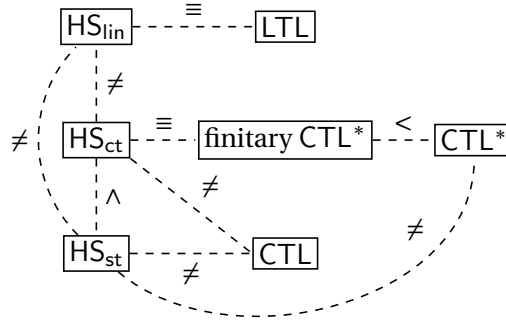 HS_lin ≡ LTL
≠
≠ HS_ct ≡ finitary CTL* < CTL*
∧ ≠ ≠
HS_st ≠ CTL